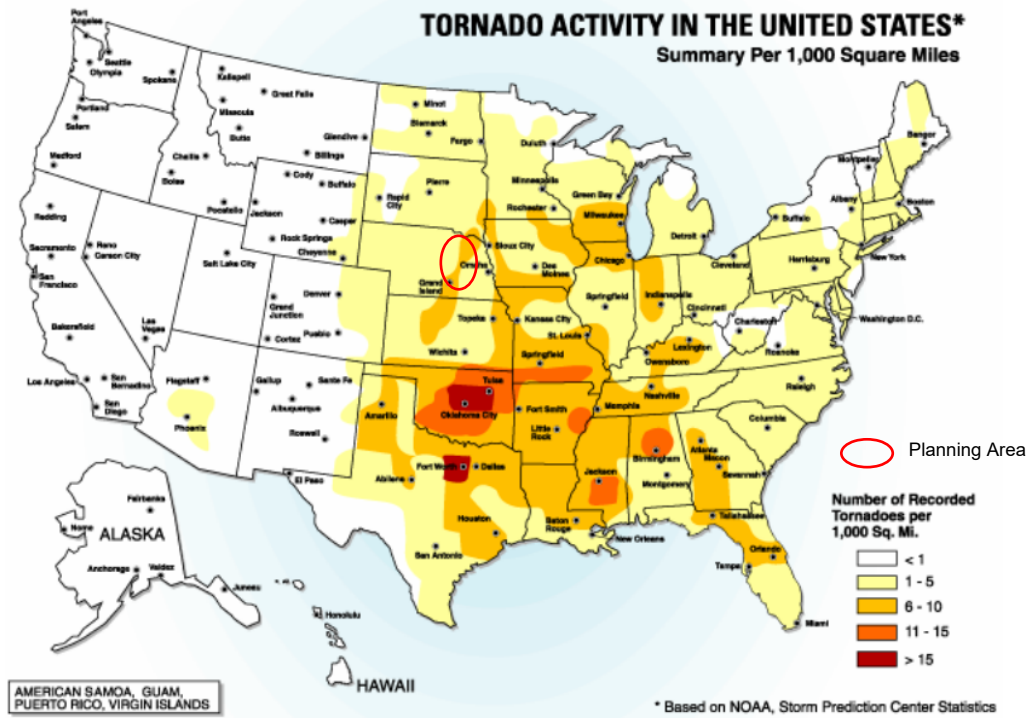 TORNADO ACTIVITY IN THE UNITED STATES*
Summary Per 1,000 Square Miles
Port
Angeles
Seattle
Olympia
Spokane
Portland
Salem
Medford
Kalispell
Great Falls
Missoula
Butte
Glendive
Billings
Challis
Boise
Pocatello
Cody
Buffalo
Jackson
Casper
Rock Springs
Cheyenne
Minot
Bismarck
Fargo
Pierre
Rapid
City
Duluth
Minneapolis
Rochester
Green Bay
Milwaukee
Sioux City
Omaha
Grand
Island
Des
Moines
Chicago
Detroit
Montpelier
Bangor
Albany
Boston
Buffalo
New York
Cleveland
Harrisburg
Washington D.C.
Redding
Sacramento
San
Francisco
Reno
Carson City
Salt Lake City
Las
Vegas
Bakersfield
Los Angeles
San
Bernadino
San
Diego
Denver
Grand
Junction
Pueblo
Cortez
Flagstaff
Phoenix
Gallup
Santa Fe
Albuquerque
Roswell
El Paso
Topeka
Kansas City
Wichita
Springfield
St. Louis
Springfield
Indianapolis
Cincinnati
Charleston
Roanoke
Lexington
Owensboro
Nashville
Memphis
Raleigh
Columbia
Tulsa
Oklahoma City
Amarillo
Fort Smith
Little
Rock
Fort Worth
Dallas
Abilene
Houston
San Antonio
Jackson
Baton
Rouge
New Orleans
Birmingham
Montgomery
Atlanta
Macon
Savannah
Tallahassee
Orlando
Tampa
Miami
Fairbanks
Nome
ALASKA
Anchorage
Valdez
Juneau
Honolulu
HAWAII
Planning Area
Number of Recorded
Tornadoes per
1,000 Sq. Mi.
< 1
1 - 5
6 - 10
11 - 15
> 15
AMERICAN SAMOA, GUAM,
PUERTO RICO, VIRGIN ISLANDS
* Based on NOAA, Storm Prediction Center Statistics